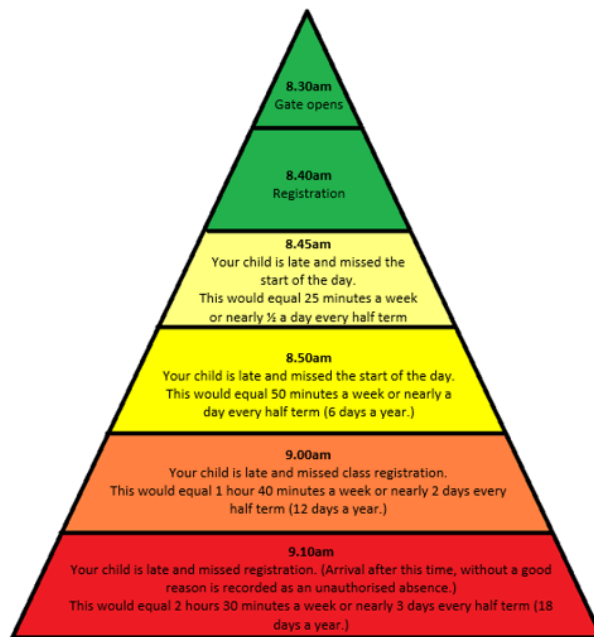 8.30am
Gate opens
8.40am
Registration
8.45am
Your child is late and missed the
start of the day.
This would equal 25 minutes a week
or nearly ½ a day every half term
8.50am
Your child is late and missed the start of the day.
This would equal 50 minutes a week or nearly a
day every half term (6 days a year.)
9.00am
Your child is late and missed class registration.
This would equal 1 hour 40 minutes a week or nearly 2 days every
half term (12 days a year.)
9.10am
Your child is late and missed registration. (Arrival after this time, without a good
reason is recorded as an unauthorised absence.)
This would equal 2 hours 30 minutes a week or nearly 3 days every half term (18
days a year.)